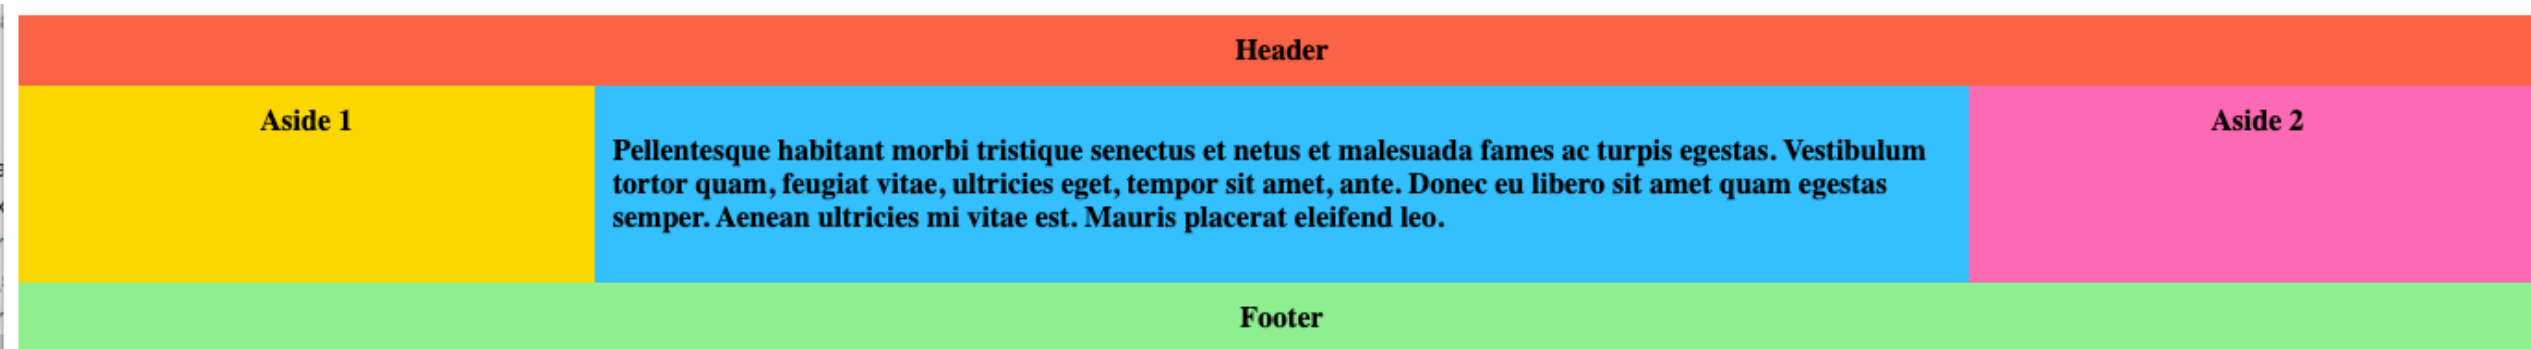 Header
Aside 1
Pellentesque habitant morbi tristique senectus et netus et malesuada fames ac turpis egestas. Vestibulum
tortor quam, feugiat vitae, ultricies eget, tempor sit amet, ante. Donec eu libero sit amet quam egestas
semper. Aenean ultricies mi vitae est. Mauris placerat eleifend leo.
Aside 2
Footer